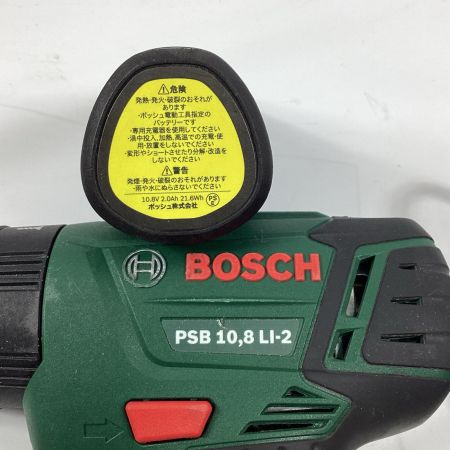 ⚠危険
発熱・発火・破裂のおそれが
あります
・ボッシュ電動工具指定の
バッテリーです
・専用充電器を使用してください
・湯中投入、加熱、高温での充電・使
用・放置をしないでください
・変形やショートさせたり分解・改造を
しないでください
⚠警告
発煙・発火・破裂のおそれがあります
・雨や水にぬらさないでください
10.8V 2.0Ah 21.6Wh
ボッシュ株式会社
PS
E
BOSCH
PSB 10,8 LI-2